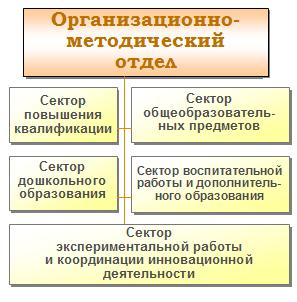 Организационно-
методический
отдел
Сектор
повышения
квалификации
Сектор
общеобразователь-
ных предметов
Сектор
дошкольного
образования
Сектор воспитательной
работы и дополнитель-
ного образования
Сектор
экспериментальной работы
и координации инновационной
деятельности